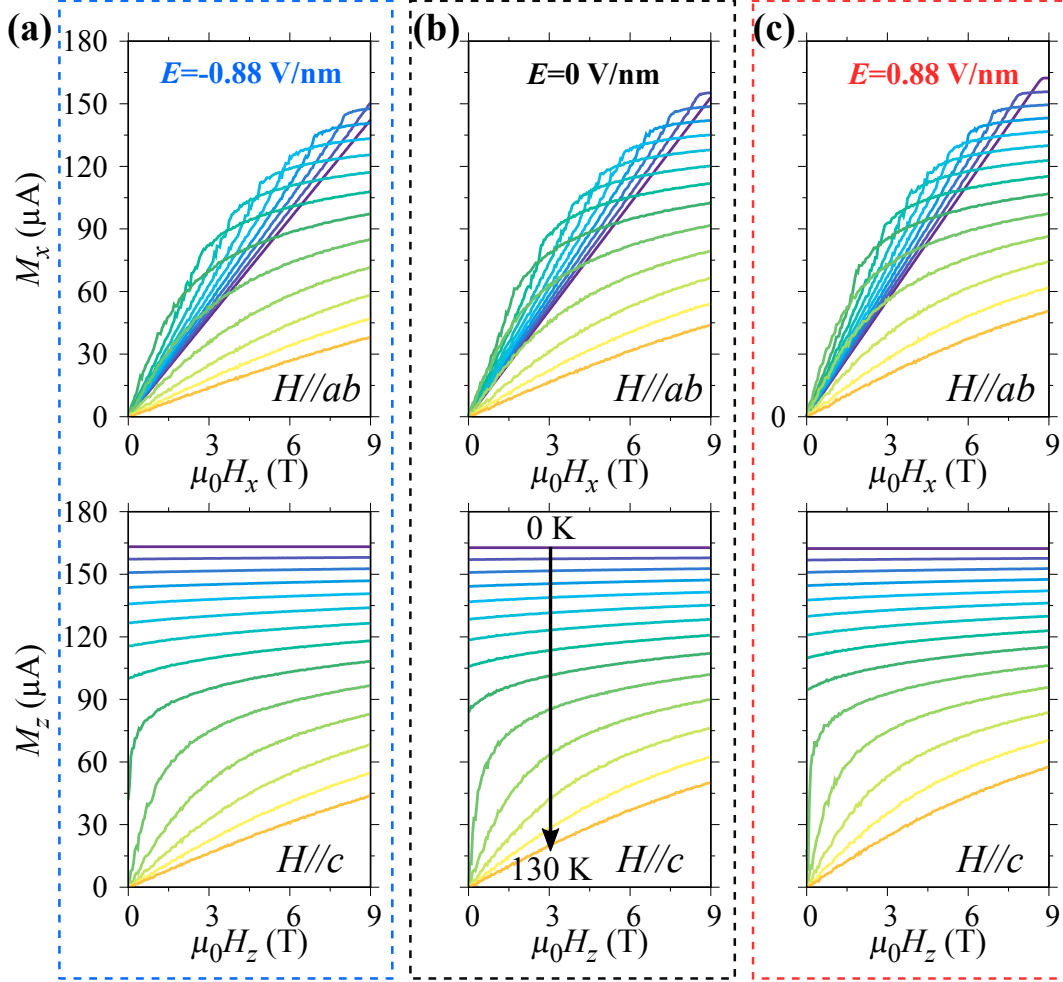 (a) (b) (c)
E=-0.88 V/nm E=0 V/nm E=0.88 V/nm
180
150
120
90
60
30
0
Mx (μA)
H//ab H//ab H//ab
0
0 3 6 9 0 3 6 9 0 3 6 9
μ0Hx (T) μ0Hx (T) μ0Hx (T)
180
150
120
90
60
30
0
Mz (μA)
0 K
130 K
H//c H//c H//c
0 3 6 9 0 3 6 9 0 3 6 9
μ0Hz (T) μ0Hz (T) μ0Hz (T)